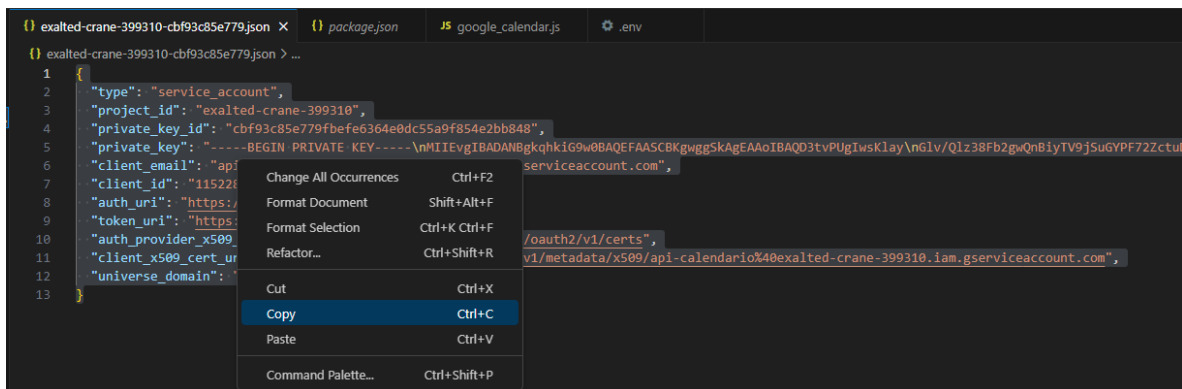 {} exalted-crane-399310-cbf93c85e779.json × {} package.json JS google_calendar.js .env
{} exalted-crane-399310-cbf93c85e779.json > ...
1 {
2 "type": "service_account",
3 "project_id": "exalted-crane-399310",
4 "private_key_id": "cbf93c85e779fbefe6364e0dc55a9f854e2bb848",
5 "private_key": "-----BEGIN PRIVATE KEY-----\nMIIEvgIBADANBgkqhkiG9w0BAQEFAASCBKgwggSkAgEAAoIBAQD3tvPUgIwsKlay\nGlv/Qlz38Fb2gwQnBiyTV9jSuGYPF72Zctu
6 "client_email": "api serviceaccount.com",
7 "client_id": "115228
8 "auth_uri": "https:/
9 "token_uri": "https:
10 "auth_provider_x509_ /oauth2/v1/certs",
11 "client_x509_cert_ur v1/metadata/x509/api-calendario%40exalted-crane-399310.iam.gserviceaccount.com",
12 "universe_domain": "
13 }
Change All Occurrences Ctrl+F2
Format Document Shift+Alt+F
Format Selection Ctrl+K Ctrl+F
Refactor... Ctrl+Shift+R
Cut Ctrl+X
Copy Ctrl+C
Paste Ctrl+V
Command Palette... Ctrl+Shift+P